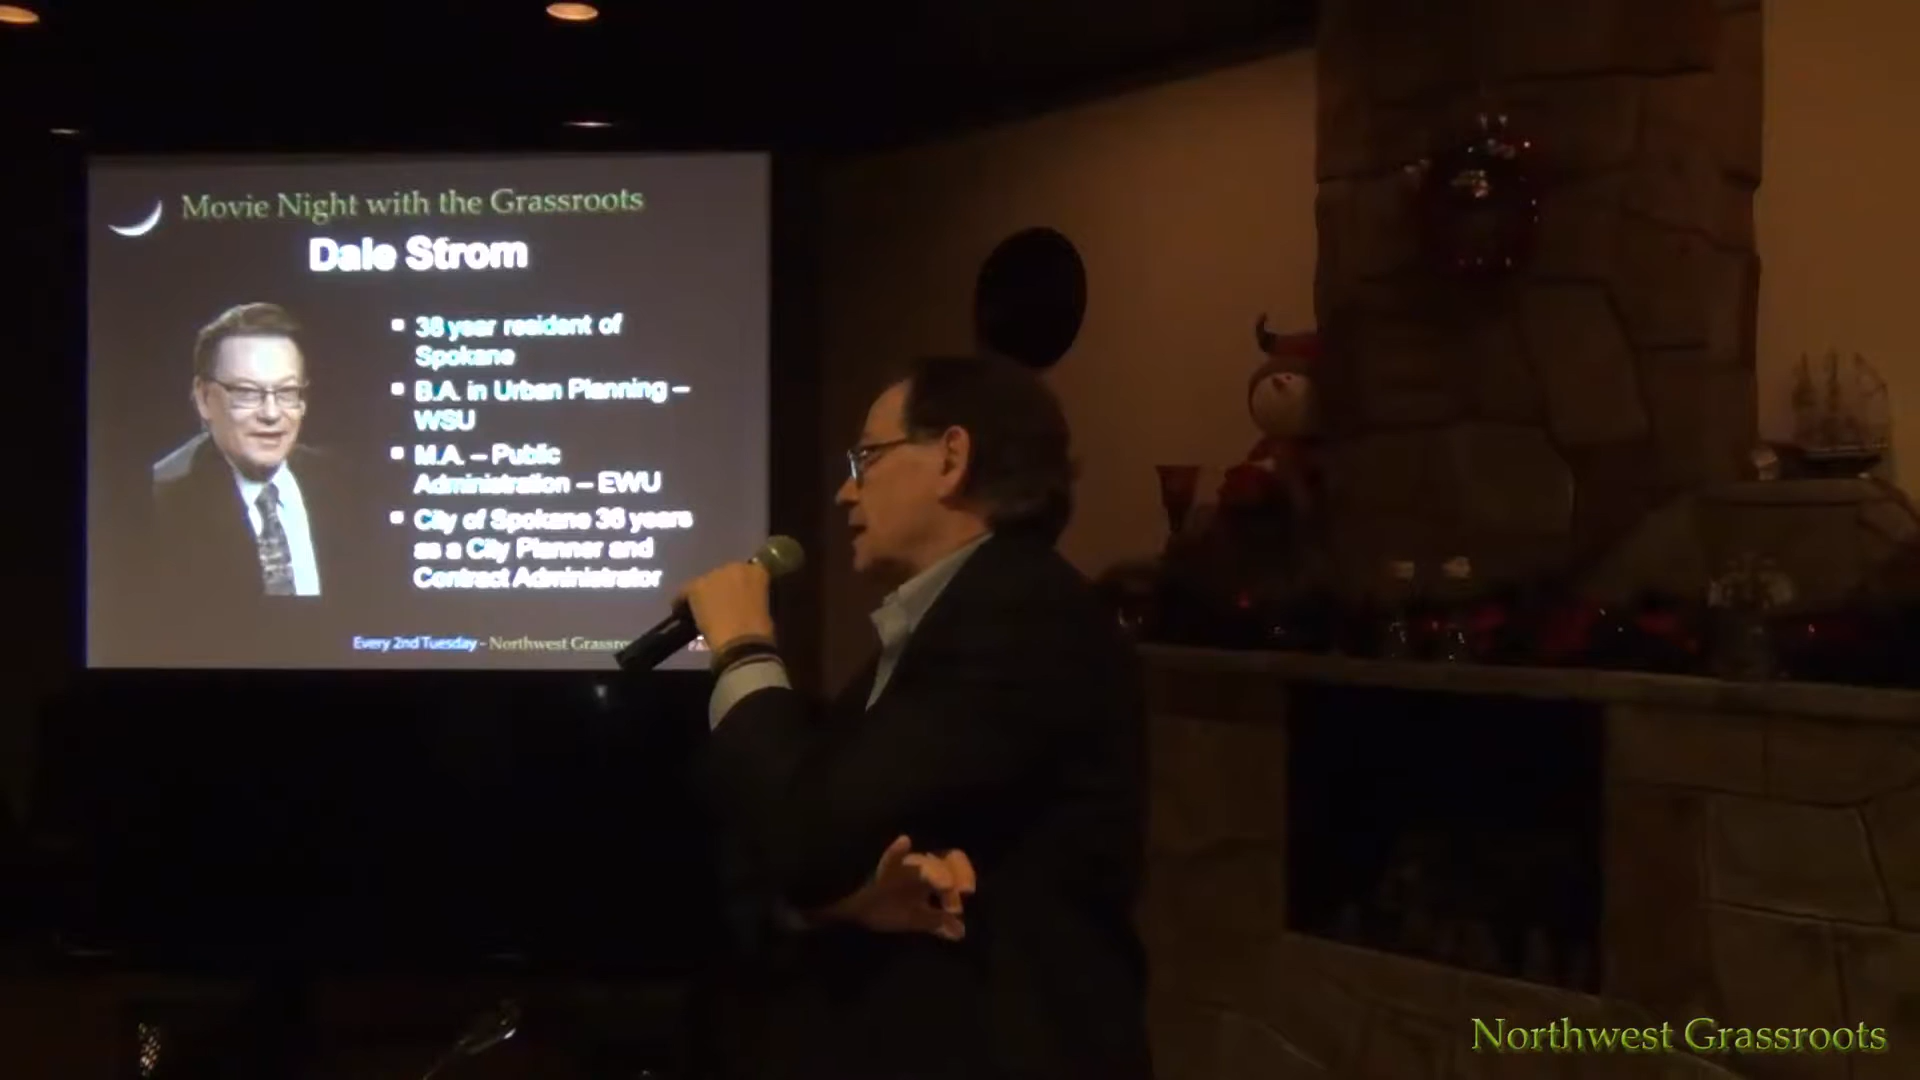 Movie Night with the Grassroots
Dale Strom
38 year resident of
Spokane
B.A. in Urban Planning –
WSU
M.A. – Public
Administration – EWU
City of Spokane 36 years
as a City Planner and
Contract Administrator
Every 2nd Tuesday - Northwest
Northwest Grassroots